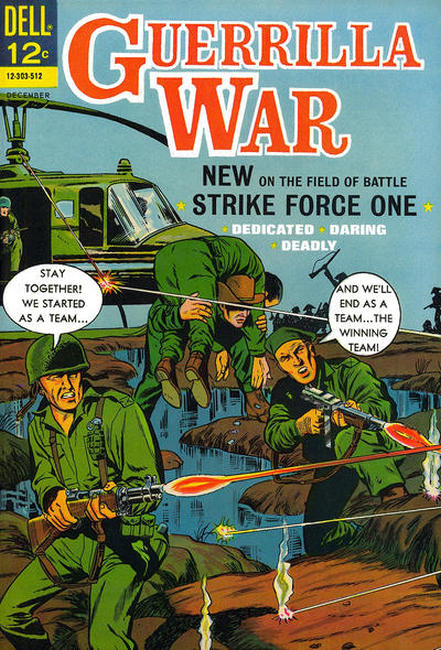 DELL®
12¢
12-303-512
DECEMBER
GUERRILLA
WAR
NEW ON THE FIELD OF BATTLE
STRIKE FORCE ONE
DEDICATED ★ DARING
★ DEADLY
STAY
TOGETHER!
WE STARTED
AS A TEAM...
AND WE'LL
END AS A
TEAM...THE
WINNING
TEAM!